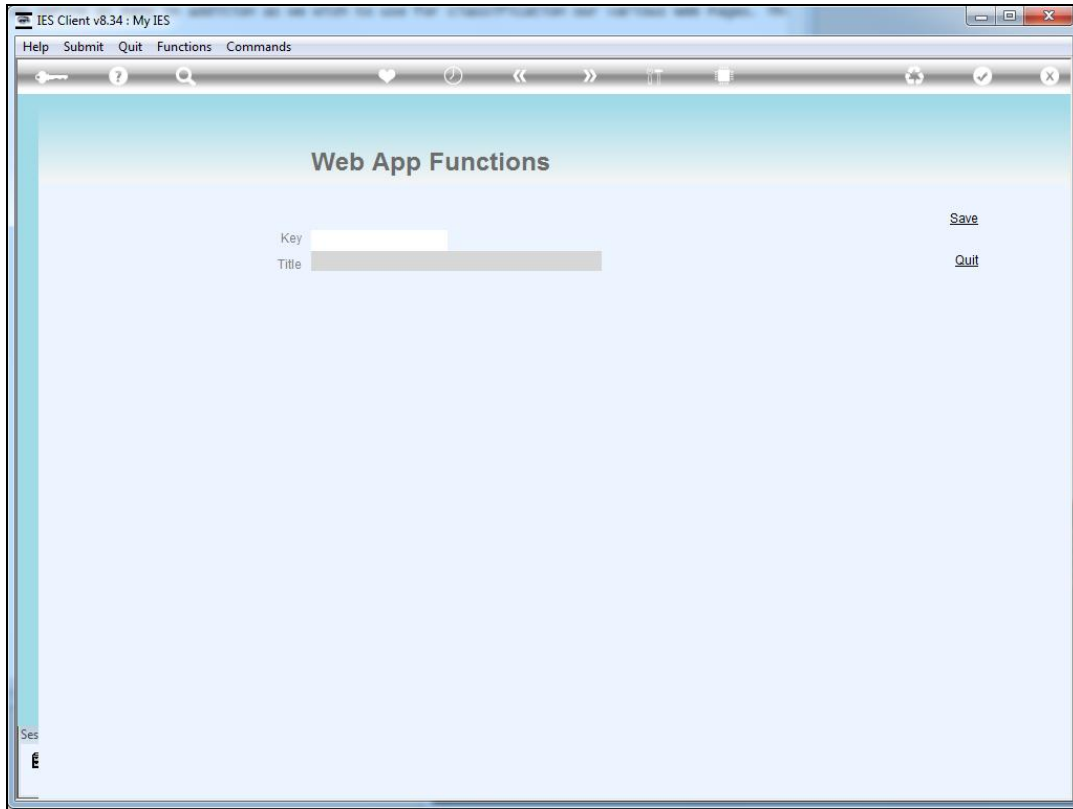 IES Client v8.34 : My IES
Help Submit Quit Functions Commands
Web App Functions
Save
Key
Title
Quit
Ses